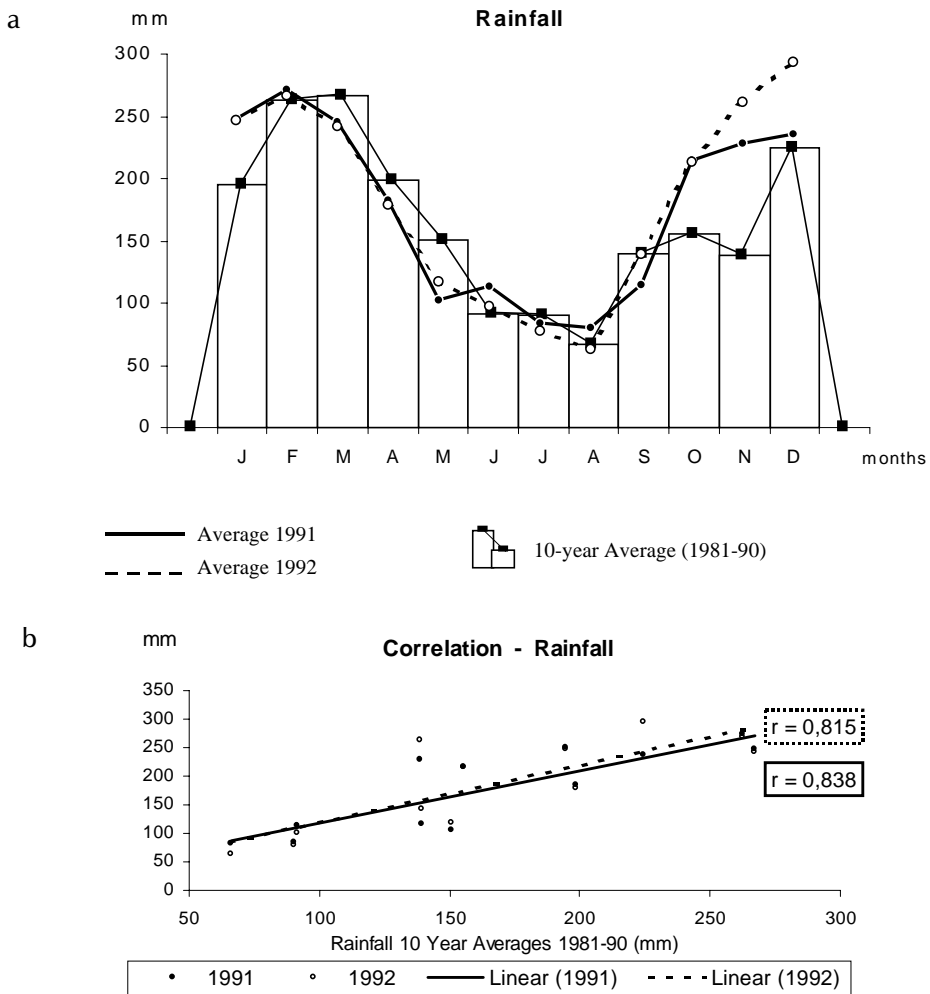 a
mm
Rainfall
300
250
200
150
100
50
0
J F M A M J J A S O N D months
Average 1991
Average 1992
10-year Average (1981-90)
b
mm
Correlation - Rainfall
350
300
250
200
150
100
50
0
r = 0,815
r = 0,838
50 100 150 200 250 300
Rainfall 10 Year Averages 1981-90 (mm)
1991 1992 Linear (1991) Linear (1992)